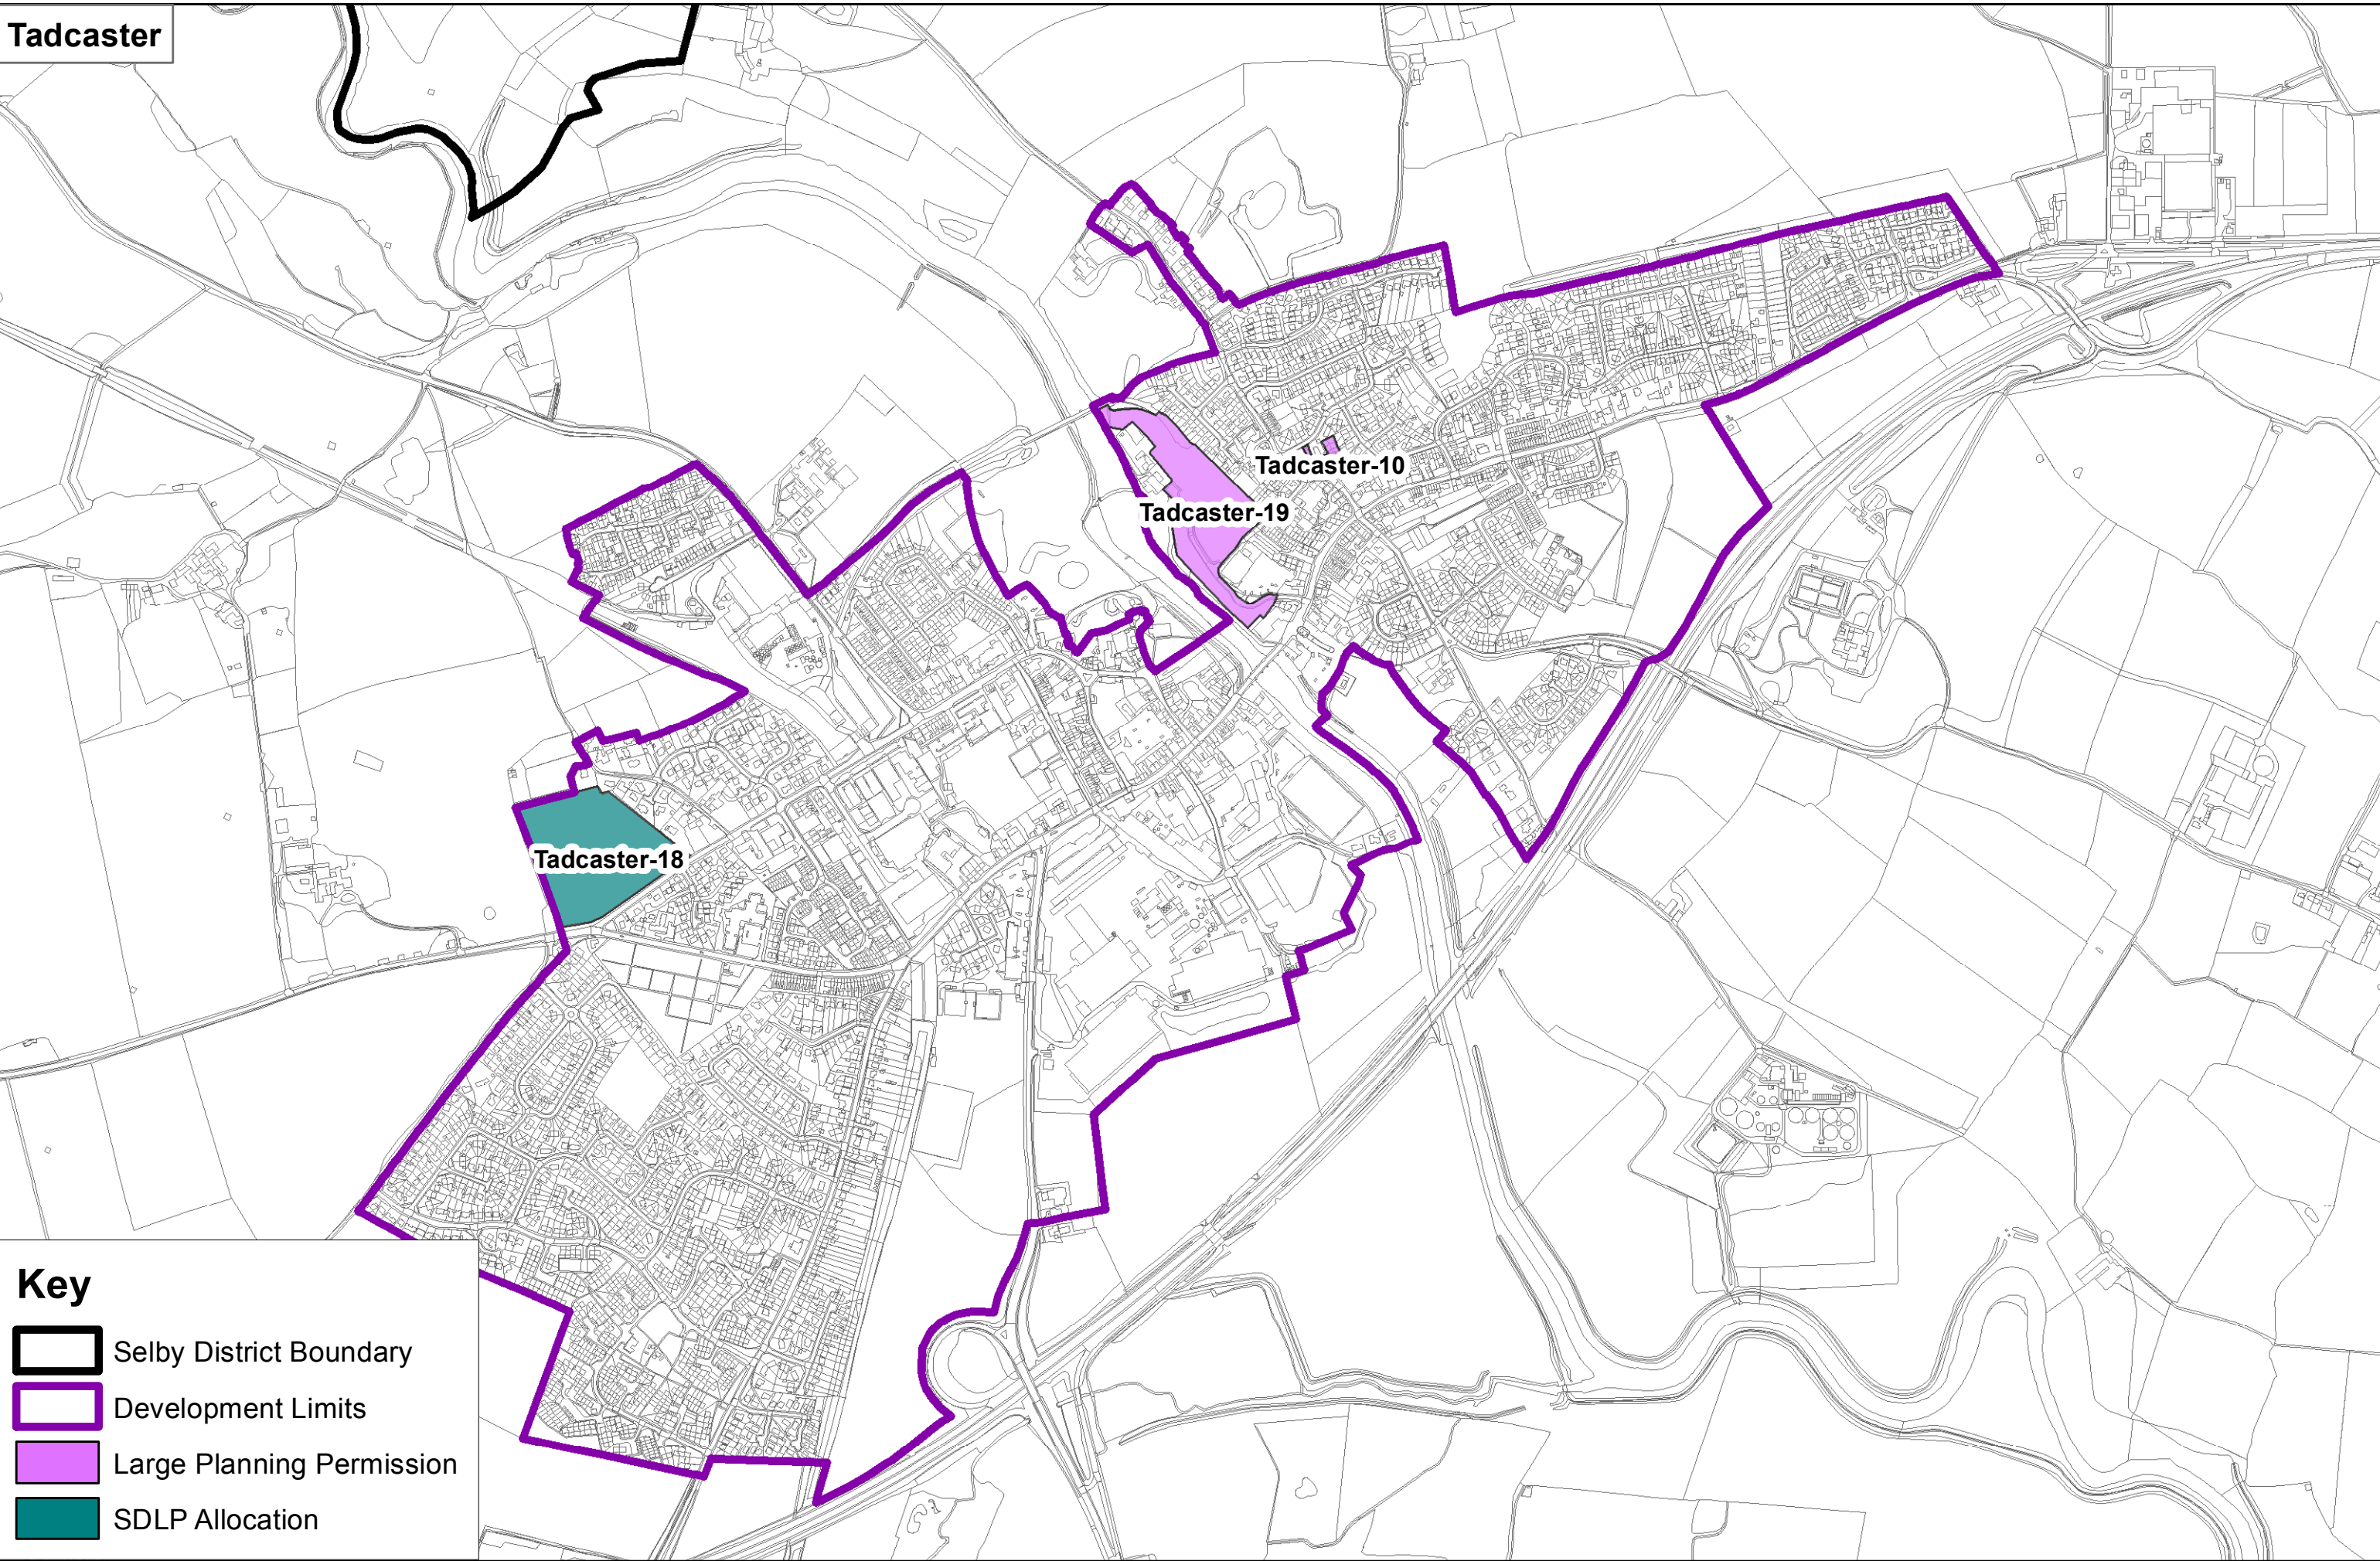 Tadcaster
Tadcaster-10
Tadcaster-19
Tadcaster-18
Key
Selby District Boundary
Development Limits
Large Planning Permission
SDLP Allocation